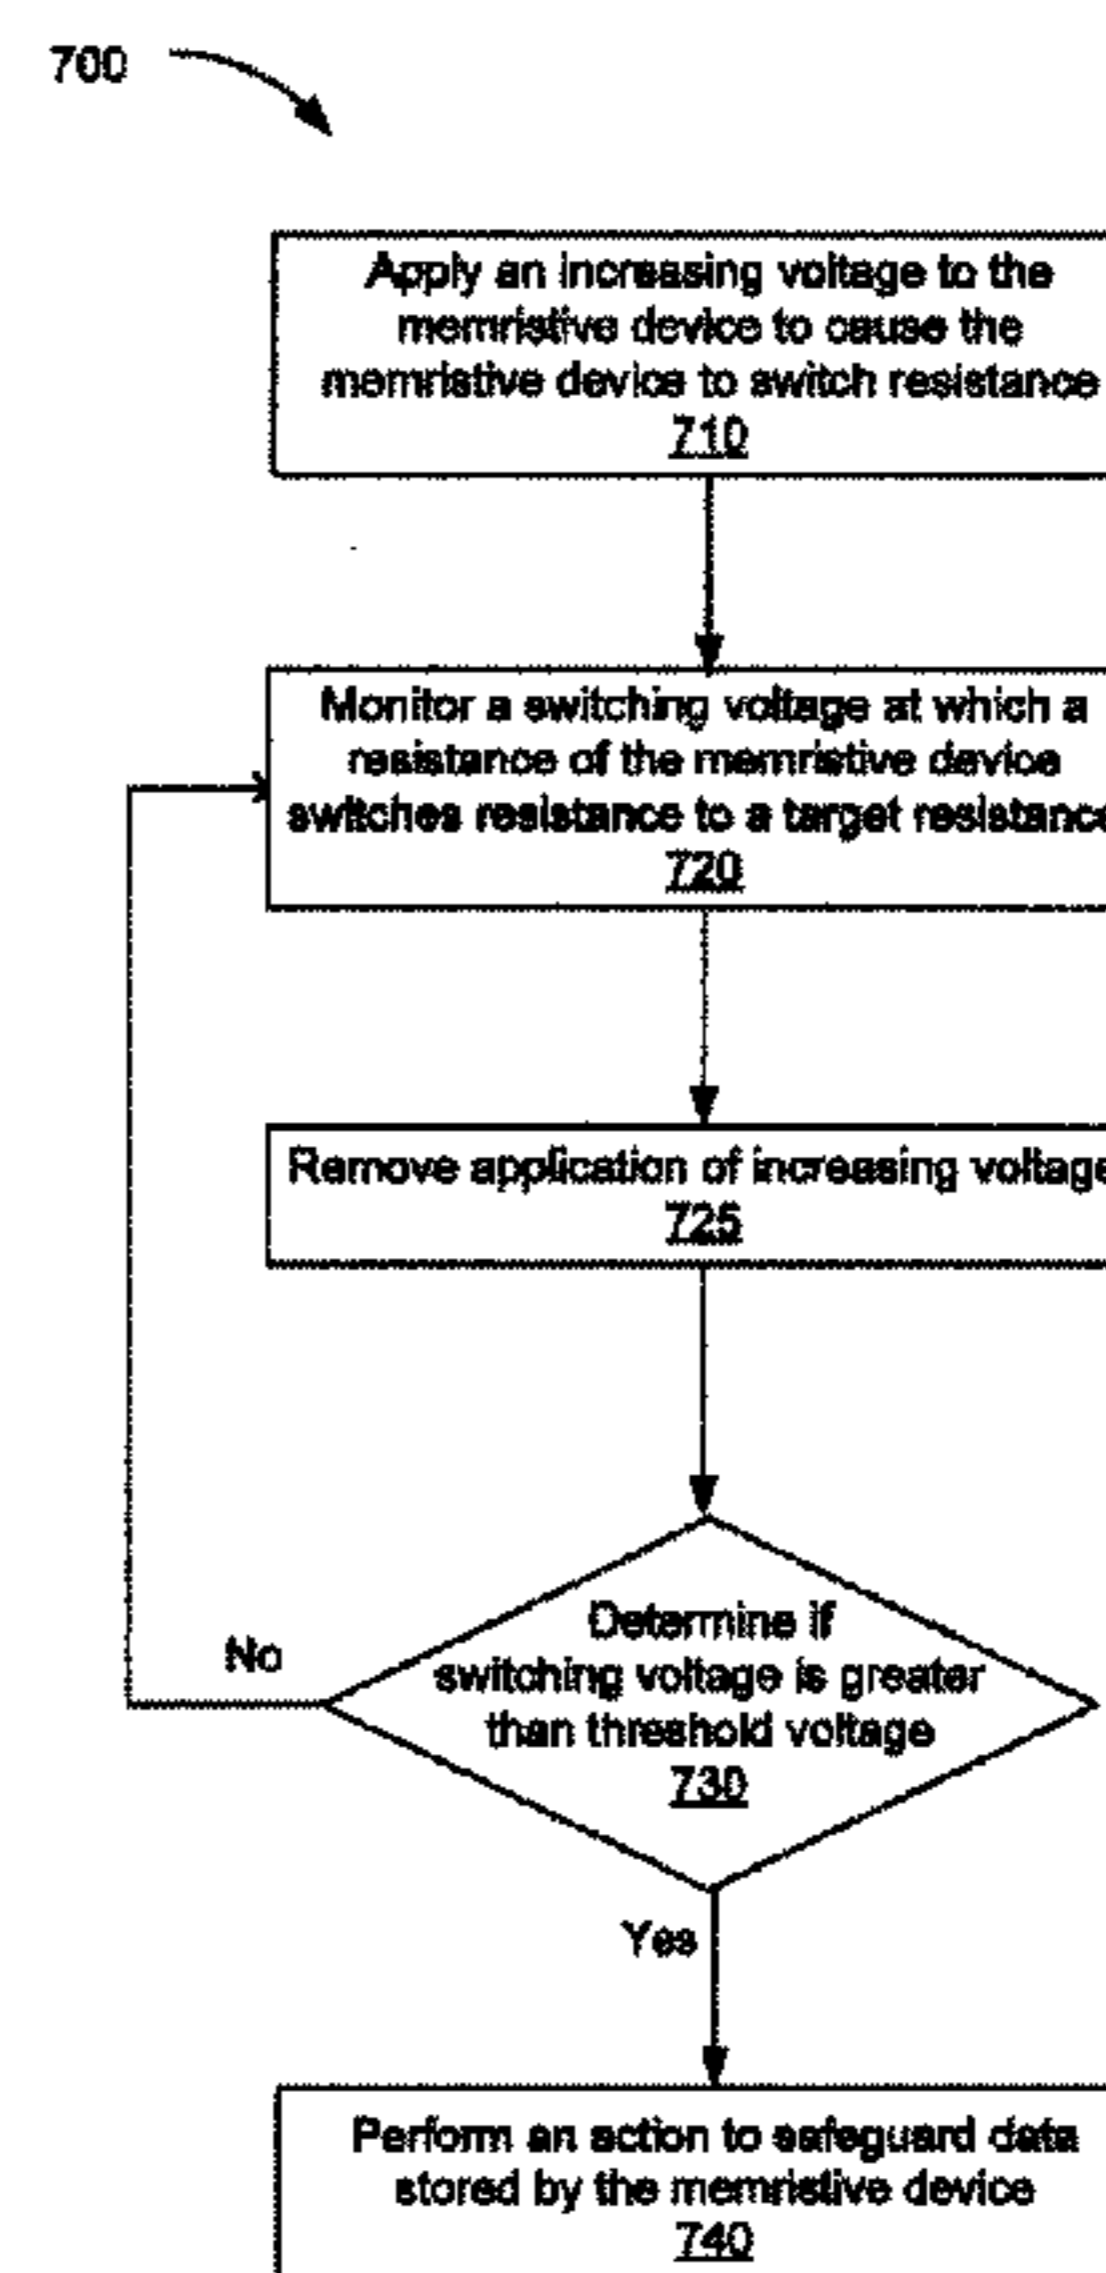 700
Apply an increasing voltage to the
memristive device to cause the
memristive device to switch resistance
710
Monitor a switching voltage at which a
resistance of the memristive device
switches resistance to a target resistance
720
Remove application of increasing voltage
725
Determine if
switching voltage is greater
than threshold voltage
730
No
Yes
Perform an action to safeguard data
stored by the memristive device
740